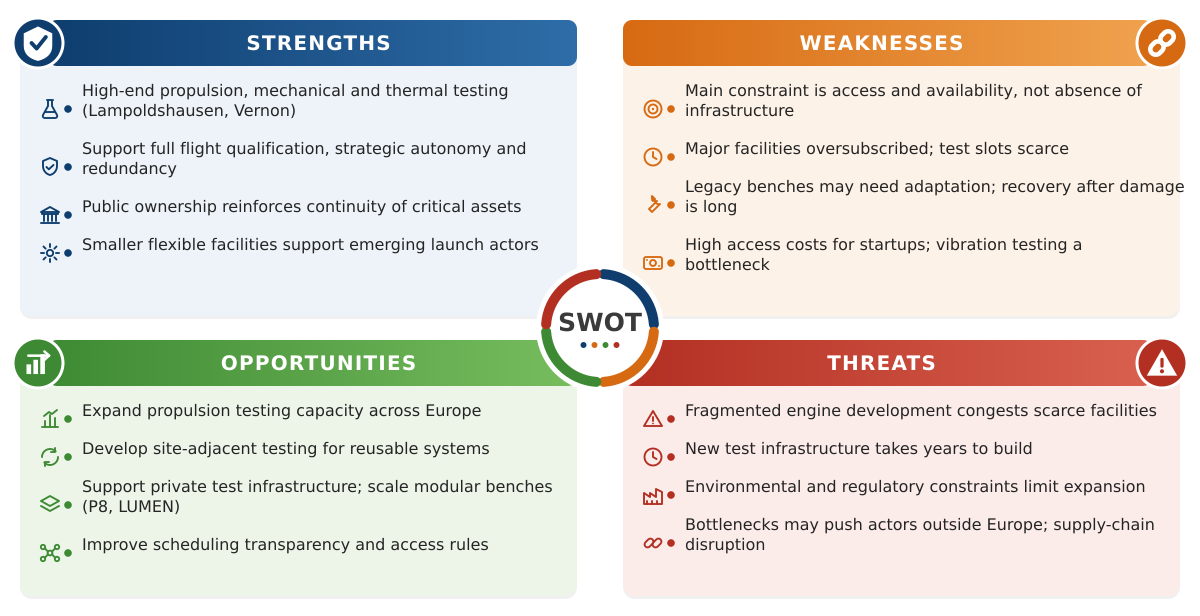 STRENGTHS
High-end propulsion, mechanical and thermal testing
(Lampoldshausen, Vernon)
Support full flight qualification, strategic autonomy and
redundancy
Public ownership reinforces continuity of critical assets
Smaller flexible facilities support emerging launch actors
WEAKNESSES
Main constraint is access and availability, not absence of
infrastructure
Major facilities oversubscribed; test slots scarce
Legacy benches may need adaptation; recovery after damage
is long
High access costs for startups; vibration testing a
bottleneck
SWOT
OPPORTUNITIES
Expand propulsion testing capacity across Europe
Develop site-adjacent testing for reusable systems
Support private test infrastructure; scale modular benches
(P8, LUMEN)
Improve scheduling transparency and access rules
THREATS
Fragmented engine development congests scarce facilities
New test infrastructure takes years to build
Environmental and regulatory constraints limit expansion
Bottlenecks may push actors outside Europe; supply-chain
disruption